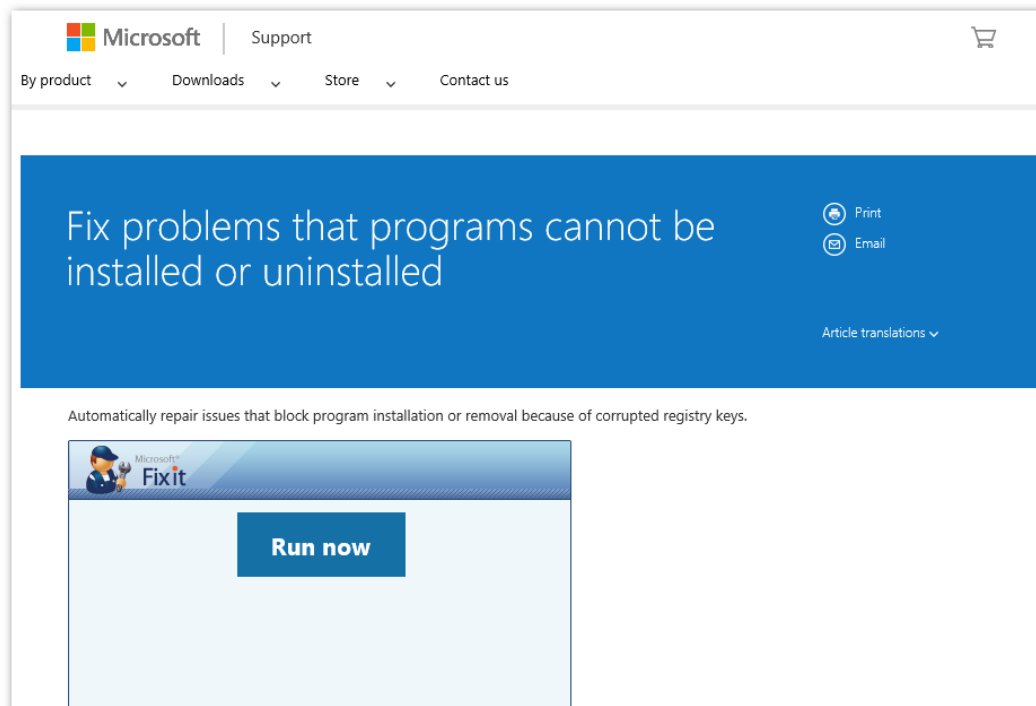 Microsoft Support
By product Downloads Store Contact us
Fix problems that programs cannot be
installed or uninstalled
Print
Email
Article translations
Automatically repair issues that block program installation or removal because of corrupted registry keys.
Microsoft®
Fix it
Run now